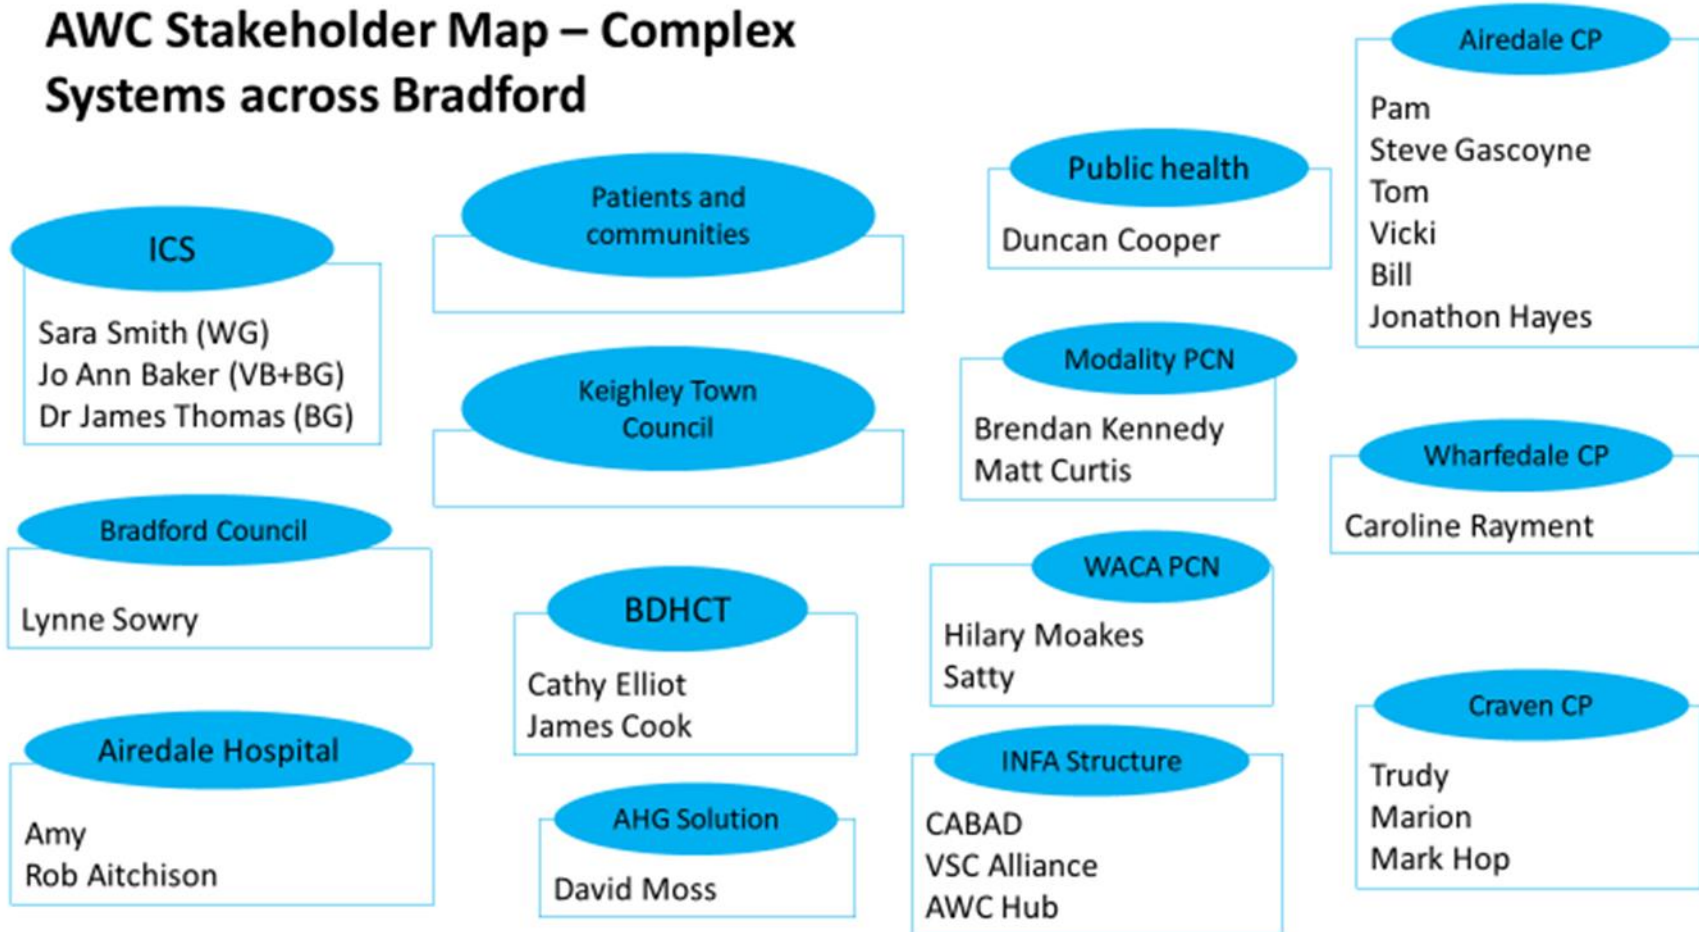 AWC Stakeholder Map – Complex
Systems across Bradford
ICS
Sara Smith (WG)
Jo Ann Baker (VB+BG)
Dr James Thomas (BG)
Bradford Council
Lynne Sowry
Airedale Hospital
Amy
Rob Aitchison
Patients and
communities
Keighley Town
Council
BDHCT
Cathy Elliot
James Cook
AHG Solution
David Moss
Public health
Duncan Cooper
Modality PCN
Brendan Kennedy
Matt Curtis
WACA PCN
Hilary Moakes
Satty
INFA Structure
CABAD
VSC Alliance
AWC Hub
Airedale CP
Pam
Steve Gascoyne
Tom
Vicki
Bill
Jonathon Hayes
Wharfedale CP
Caroline Rayment
Craven CP
Trudy
Marion
Mark Hop